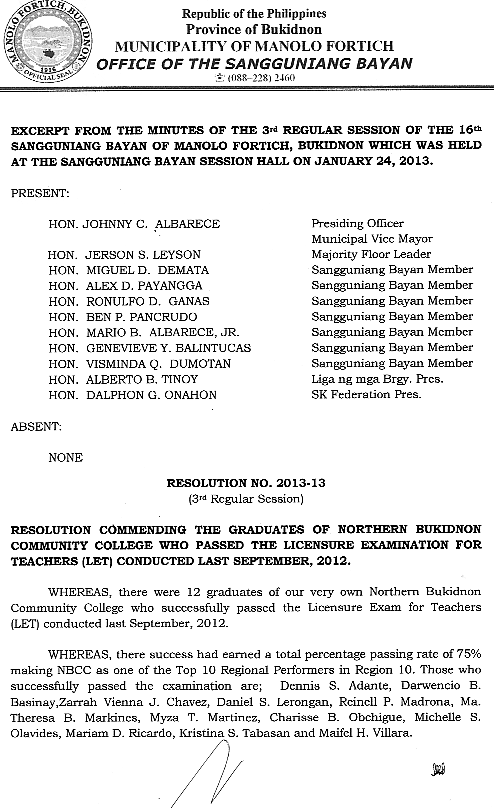 Republic of the Philippines
Province of Bukidnon
MUNICIPALITY OF MANOLO FORTICH
OFFICE OF THE SANGGUNIANG BAYAN
☏ (088–228) 2460
MANOLO FORTICH, BUKIDNON
OFFICIAL SEAL
EXCERPT FROM THE MINUTES OF THE 3rd REGULAR SESSION OF THE 16th
SANGGUNIANG BAYAN OF MANOLO FORTICH, BUKIDNON WHICH WAS HELD
AT THE SANGGUNIANG BAYAN SESSION HALL ON JANUARY 24, 2013.
PRESENT:
HON. JOHNNY C. ALBARECE Presiding Officer
Municipal Vice Mayor
HON. JERSON S. LEYSON Majority Floor Leader
HON. MIGUEL D. DEMATA Sangguniang Bayan Member
HON. ALEX D. PAYANGGA Sangguniang Bayan Member
HON. RONULFO D. GANAS Sangguniang Bayan Member
HON. BEN P. PANCRUDO Sangguniang Bayan Member
HON. MARIO B. ALBARECE, JR. Sangguniang Bayan Member
HON. GENEVIEVE Y. BALINTUCAS Sangguniang Bayan Member
HON. VISMINDA Q. DUMOTAN Sangguniang Bayan Member
HON. ALBERTO B. TINOY Liga ng mga Brgy. Pres.
HON. DALPHON G. ONAHON SK Federation Pres.
ABSENT:
NONE
RESOLUTION NO. 2013-13
(3rd Regular Session)
RESOLUTION COMMENDING THE GRADUATES OF NORTHERN BUKIDNON
COMMUNITY COLLEGE WHO PASSED THE LICENSURE EXAMINATION FOR
TEACHERS (LET) CONDUCTED LAST SEPTEMBER, 2012.
WHEREAS, there were 12 graduates of our very own Northern Bukidnon
Community College who successfully passed the Licensure Exam for Teachers
(LET) conducted last September, 2012.
WHEREAS, there success had earned a total percentage passing rate of 75%
making NBCC as one of the Top 10 Regional Performers in Region 10. Those who
successfully passed the examination are; Dennis S. Adante, Darwencio B.
Basinay,Zarrah Vienna J. Chavez, Daniel S. Lerongan, Reinell P. Madrona, Ma.
Theresa B. Markines, Myza T. Martinez, Charisse B. Obchigue, Michelle S.
Olavides, Mariam D. Ricardo, Kristina S. Tabasan and Maifel H. Villara.